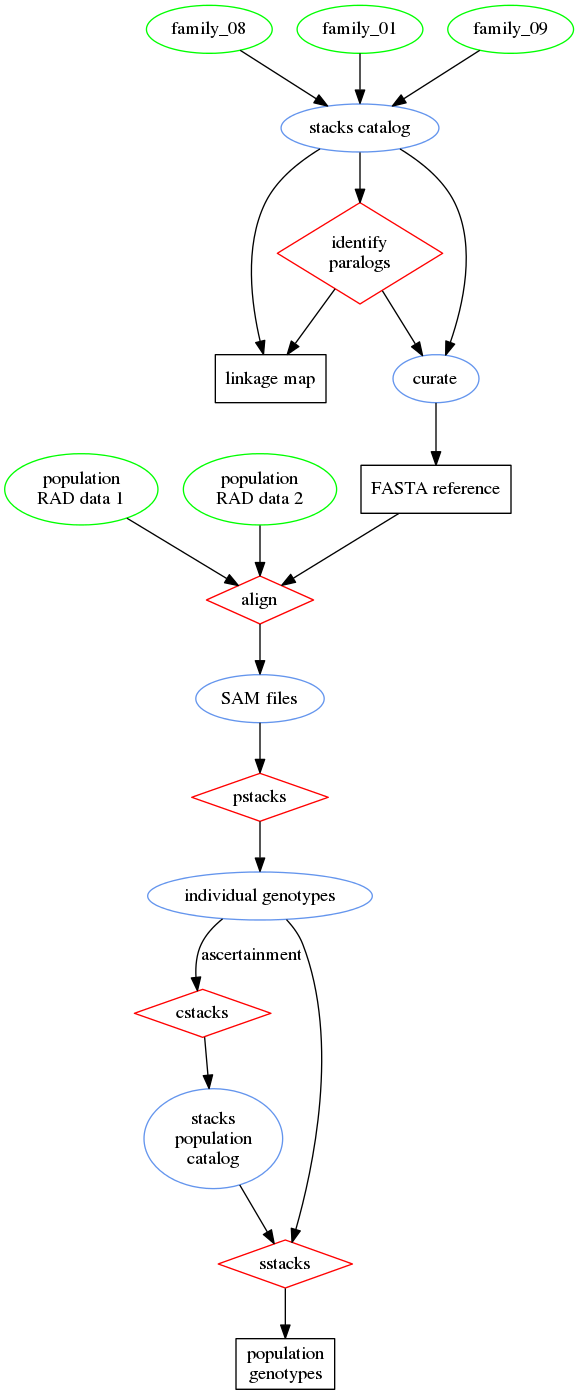 family_08
family_01
family_09
stacks catalog
identify
paralogs
linkage map
curate
population
RAD data 1
population
RAD data 2
FASTA reference
align
SAM files
pstacks
individual genotypes
ascertainment
cstacks
stacks
population
catalog
sstacks
population
genotypes